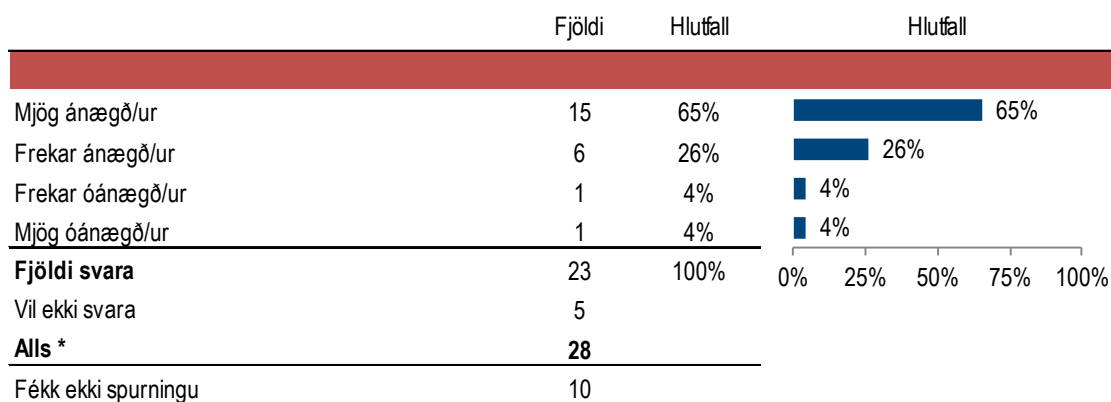 Fjöldi Hlutfall Hlutfall
Mjög ánægð/ur 15 65% 65%
Frekar ánægð/ur 6 26% 26%
Frekar óánægð/ur 1 4% 4%
Mjög óánægð/ur 1 4% 4%
Fjöldi svara 23 100% 0% 25% 50% 75% 100%
Vil ekki svara 5
Alls * 28
Fékk ekki spurningu 10